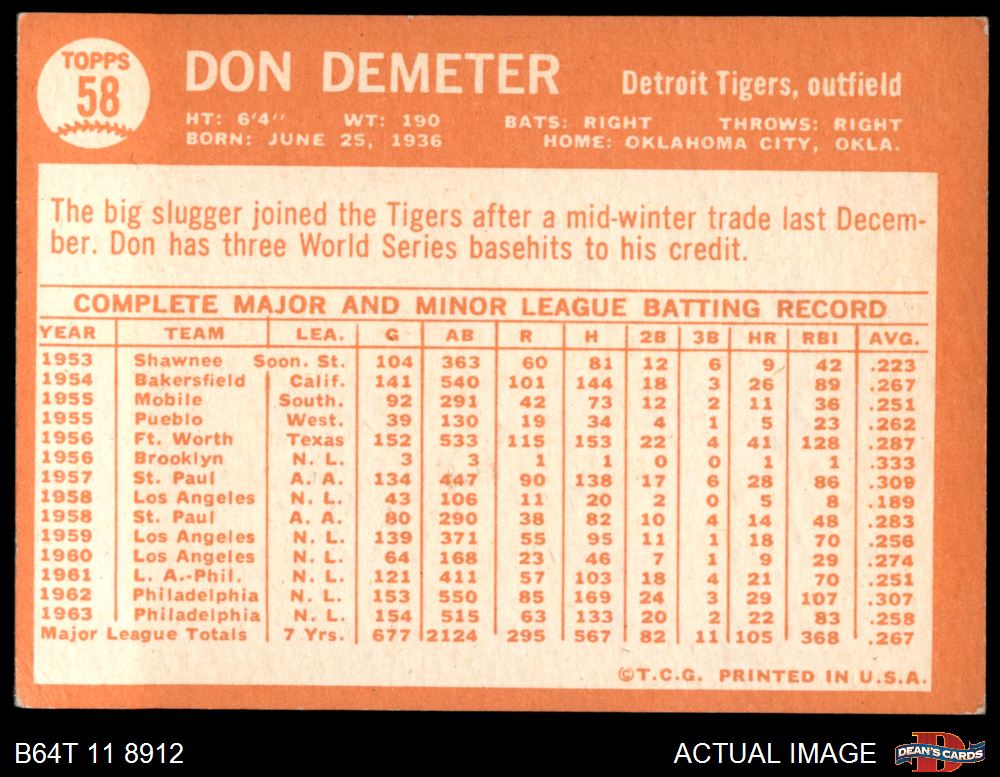 TOPPS
58
DON DEMETER
Detroit Tigers, outfield
HT: 6'4" WT: 190 BATS: RIGHT THROWS: RIGHT
BORN: JUNE 25, 1936 HOME: OKLAHOMA CITY, OKLA.
The big slugger joined the Tigers after a mid-winter trade last Decem-
ber. Don has three World Series basehits to his credit.
COMPLETE MAJOR AND MINOR LEAGUE BATTING RECORD
YEAR TEAM LEA. G AB R H 2B 3B HR RBI AVG.
1953 Shawnee Soon. St. 104 363 60 81 12 6 9 42 .223
1954 Bakersfield Calif. 141 540 101 144 18 3 26 89 .267
1955 Mobile South. 92 291 42 73 12 2 11 36 .251
1955 Pueblo West. 39 130 19 34 4 1 5 23 .262
1956 Ft. Worth Texas 152 533 115 153 22 4 41 128 .287
1956 Brooklyn N. L. 3 3 1 1 0 0 1 1 .333
1957 St. Paul A. A. 134 447 90 138 17 6 28 86 .309
1958 Los Angeles N. L. 43 106 11 20 2 0 5 8 .189
1958 St. Paul A. A. 80 290 38 82 10 4 14 48 .283
1959 Los Angeles N. L. 139 371 55 95 11 1 18 70 .256
1960 Los Angeles N. L. 64 168 23 46 7 1 9 29 .274
1961 L. A.-Phil. N. L. 121 411 57 103 18 4 21 70 .251
1962 Philadelphia N. L. 153 550 85 169 24 3 29 107 .307
1963 Philadelphia N. L. 154 515 63 133 20 2 22 83 .258
Major League Totals 7 Yrs. 677 2124 295 567 82 11 105 368 .267
©T.C.G. PRINTED IN U.S.A.
B64T 11 8912 ACTUAL IMAGE
D
DEAN'S CARDS